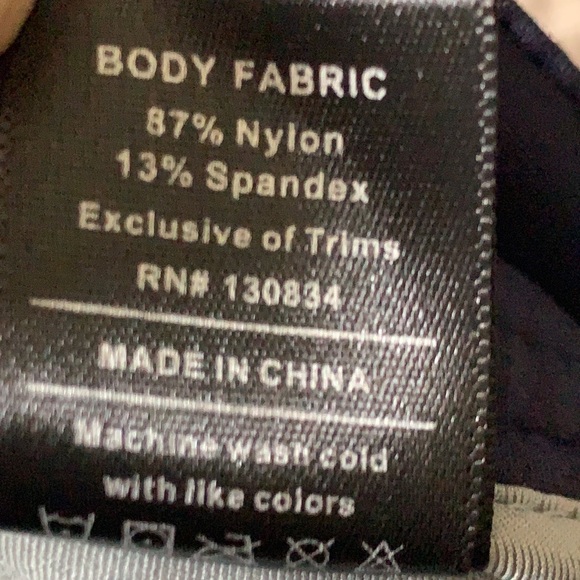 BODY FABRIC
87% Nylon
13% Spandex
Exclusive of Trims
RN# 130834
MADE IN CHINA
Machine wash cold
with like colors